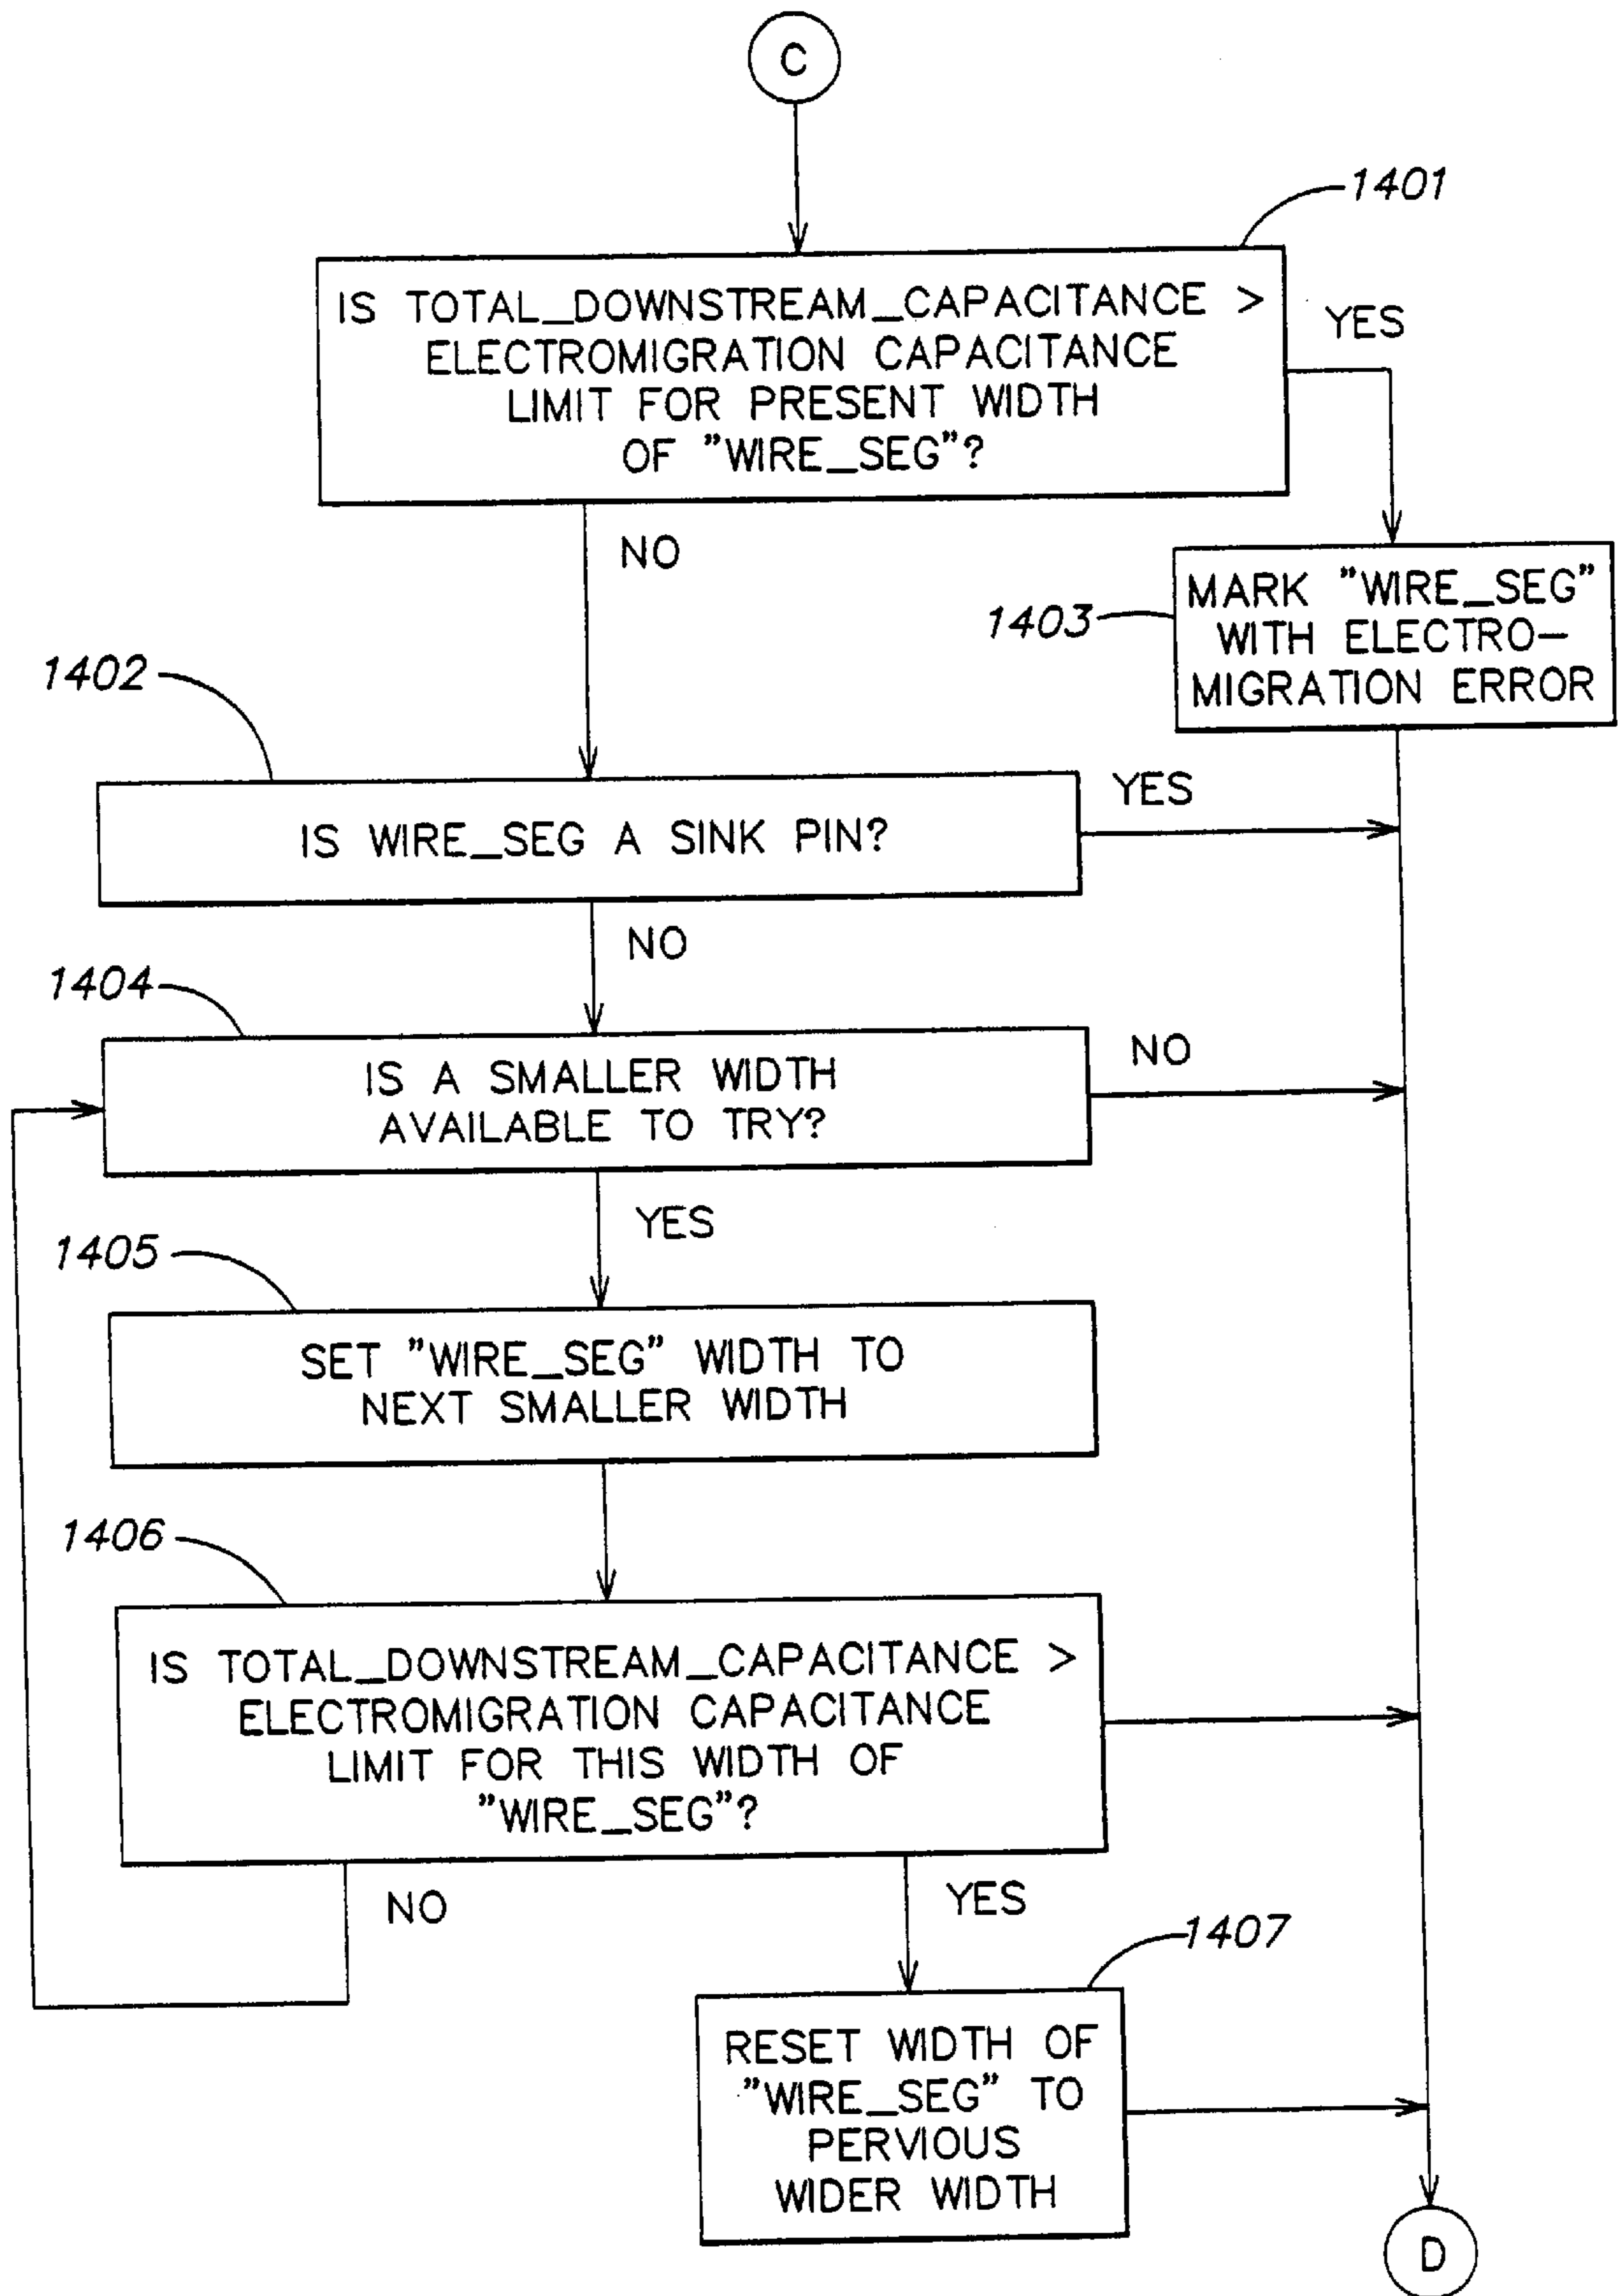 C
1401
IS TOTAL_DOWNSTREAM_CAPACITANCE >
ELECTROMIGRATION CAPACITANCE
LIMIT FOR PRESENT WIDTH
OF "WIRE_SEG"?
YES
NO
1403
MARK "WIRE_SEG"
WITH ELECTRO-
MIGRATION ERROR
1402
IS WIRE_SEG A SINK PIN?
YES
NO
1404
IS A SMALLER WIDTH
AVAILABLE TO TRY?
NO
YES
1405
SET "WIRE_SEG" WIDTH TO
NEXT SMALLER WIDTH
1406
IS TOTAL_DOWNSTREAM_CAPACITANCE >
ELECTROMIGRATION CAPACITANCE
LIMIT FOR THIS WIDTH OF
"WIRE_SEG"?
NO
YES
1407
RESET WIDTH OF
"WIRE_SEG" TO
PERVIOUS
WIDER WIDTH
D